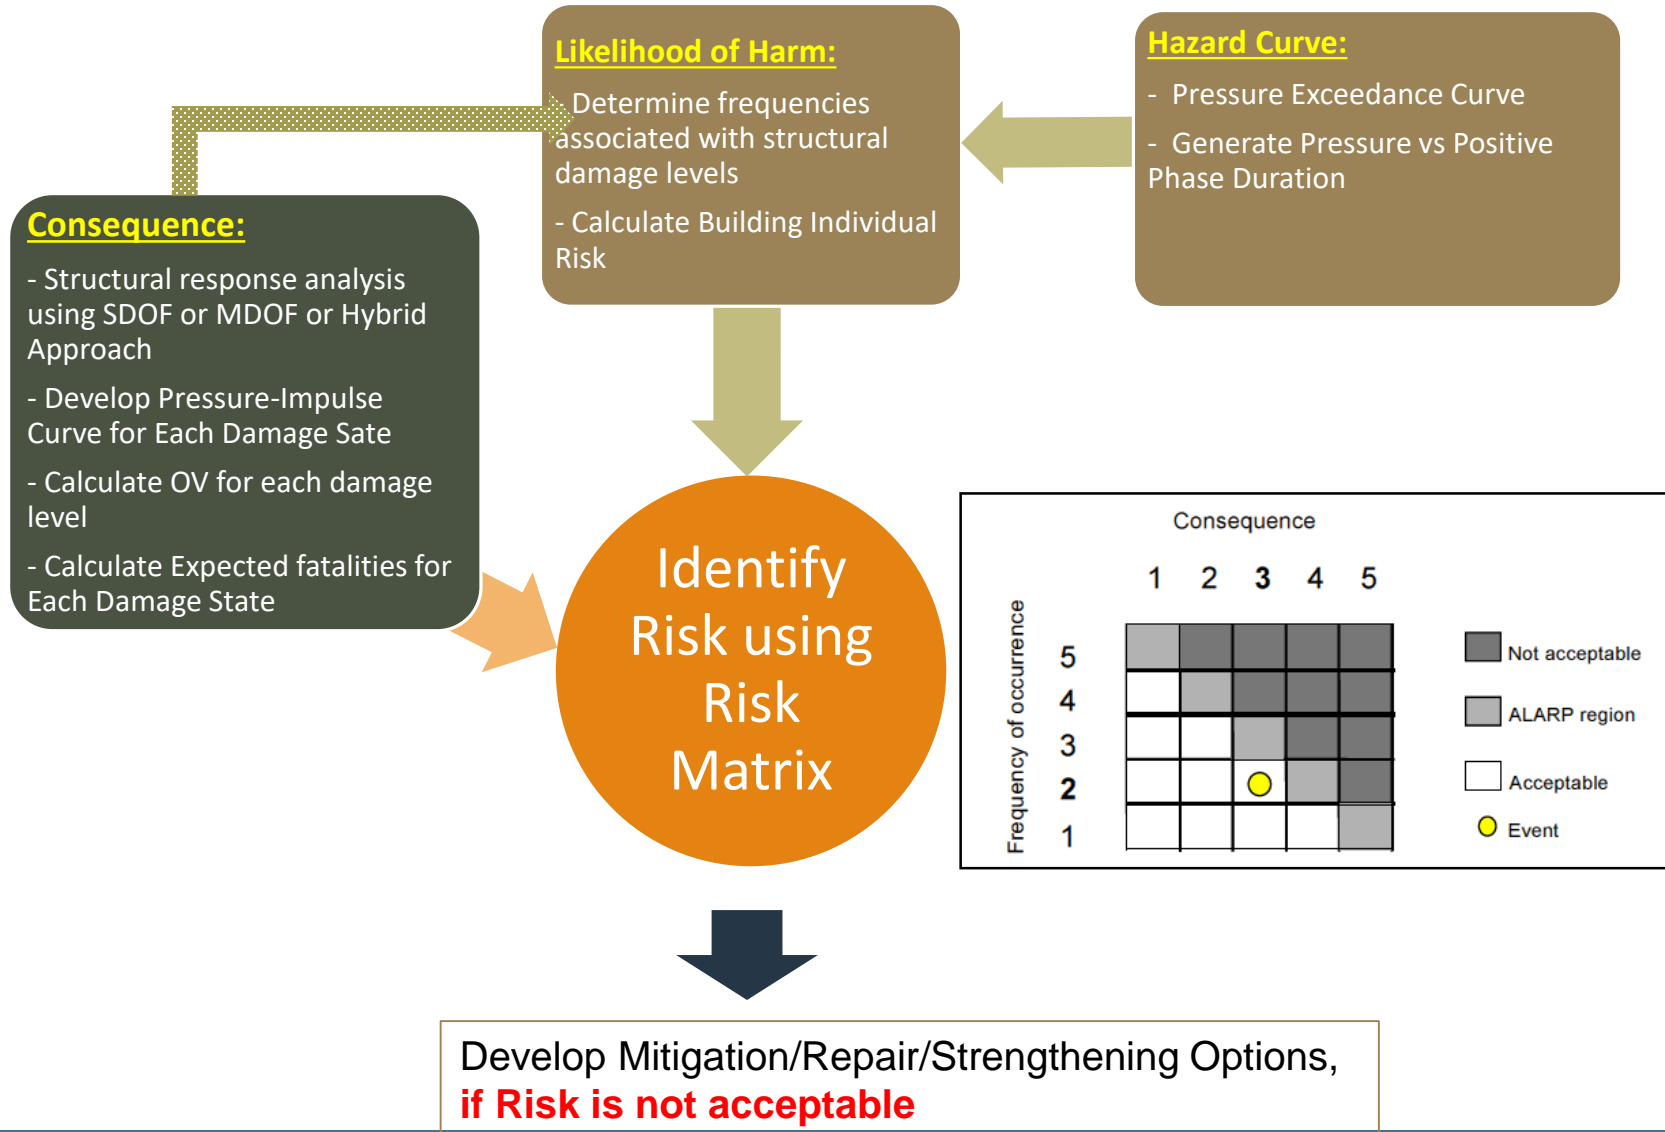 Likelihood of Harm:
- Determine frequencies
associated with structural
damage levels
- Calculate Building Individual
Risk
Hazard Curve:
- Pressure Exceedance Curve
- Generate Pressure vs Positive
Phase Duration
Consequence:
- Structural response analysis
using SDOF or MDOF or Hybrid
Approach
- Develop Pressure-Impulse
Curve for Each Damage Sate
- Calculate OV for each damage
level
- Calculate Expected fatalities for
Each Damage State
Identify
Risk using
Risk
Matrix
Consequence
1 2 3 4 5
Frequency of occurrence
5
4
3
2
1
Not acceptable
ALARP region
Acceptable
Event
Develop Mitigation/Repair/Strengthening Options,
if Risk is not acceptable